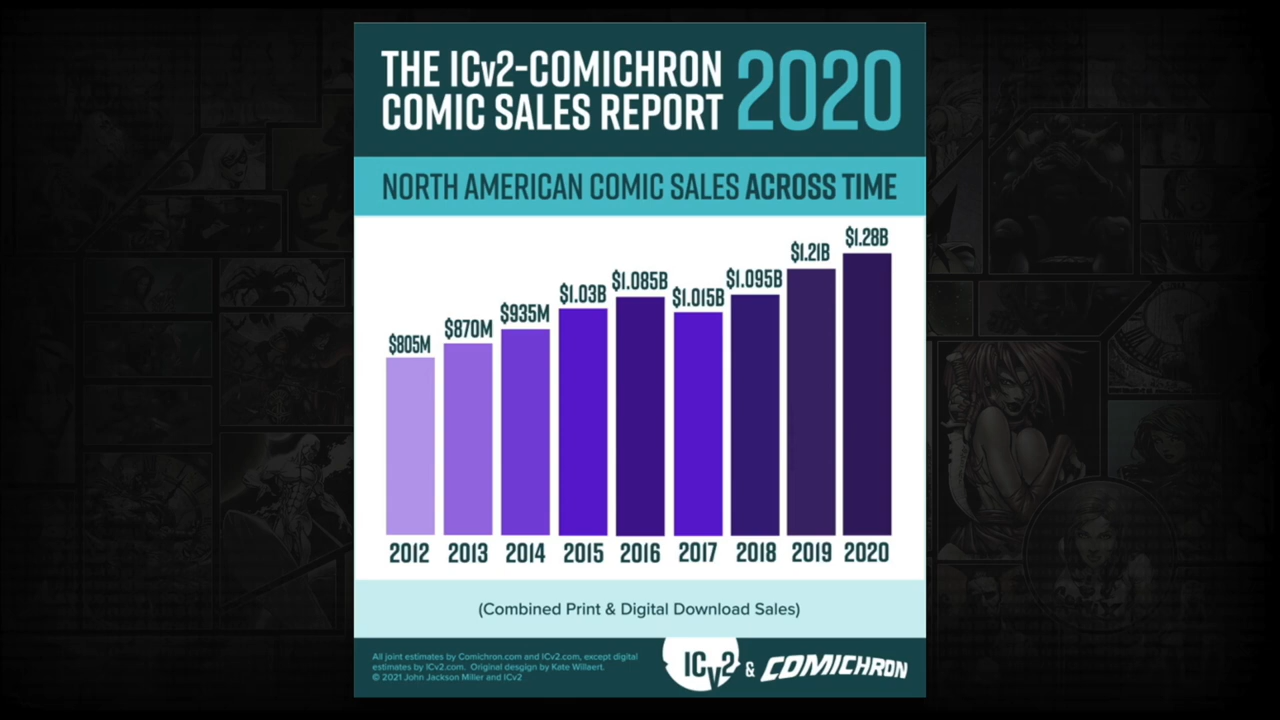 THE ICv2-COMICHRON
COMIC SALES REPORT
2020
NORTH AMERICAN COMIC SALES ACROSS TIME
$805M
$870M
$935M
$1.03B
$1.085B
$1.015B
$1.095B
$1.21B
$1.28B
2012 2013 2014 2015 2016 2017 2018 2019 2020
(Combined Print & Digital Download Sales)
All joint estimates by Comichron.com and ICv2.com, except digital
estimates by ICv2.com. Original desgign by Kate Willaert.
© 2021 John Jackson Miller and ICv2
ICv2 & COMICHRON